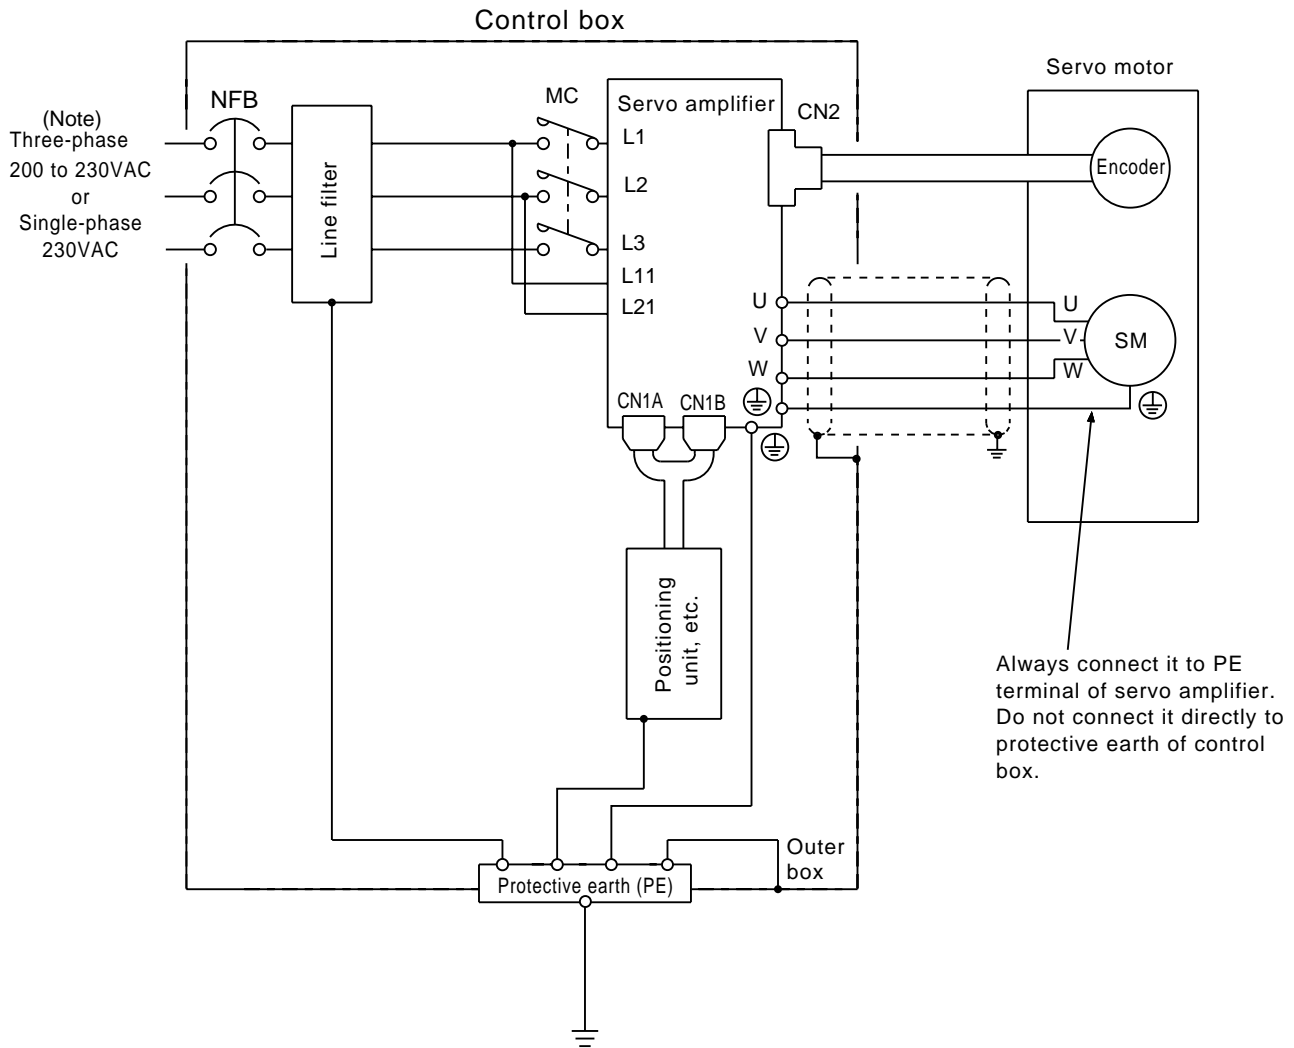 Control box
Servo motor
NFB
MC
Servo amplifier
CN2
(Note)
Three-phase
200 to 230VAC
or
Single-phase
230VAC
Line filter
L1
L2
L3
L11
L21
Encoder
U
V
W
U
V
W
SM
CN1A
CN1B
Positioning
unit, etc.
Always connect it to PE
terminal of servo amplifier.
Do not connect it directly to
protective earth of control
box.
Outer
box
Protective earth (PE)